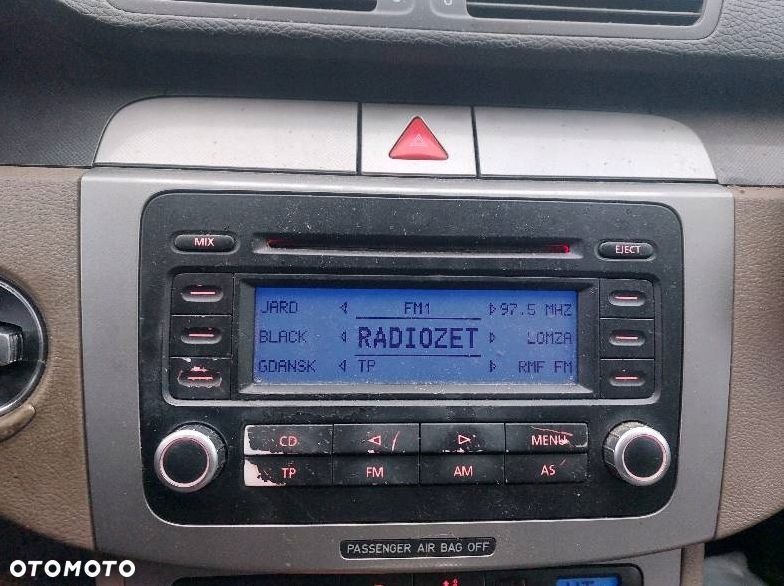 MIX
EJECT
JARD FM1 97.5 MHZ
BLACK RADIOZET LOMZA
GDANSK TP RMF FM
CD MENU
TP FM AM AS
PASSENGER AIR BAG OFF
OTOMOTO